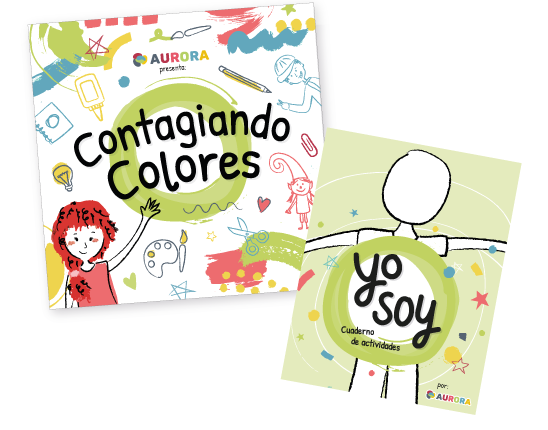 AURORA
presenta:
Contagiando
Colores
yo
soy
Cuaderno
de actividades
por:
AURORA